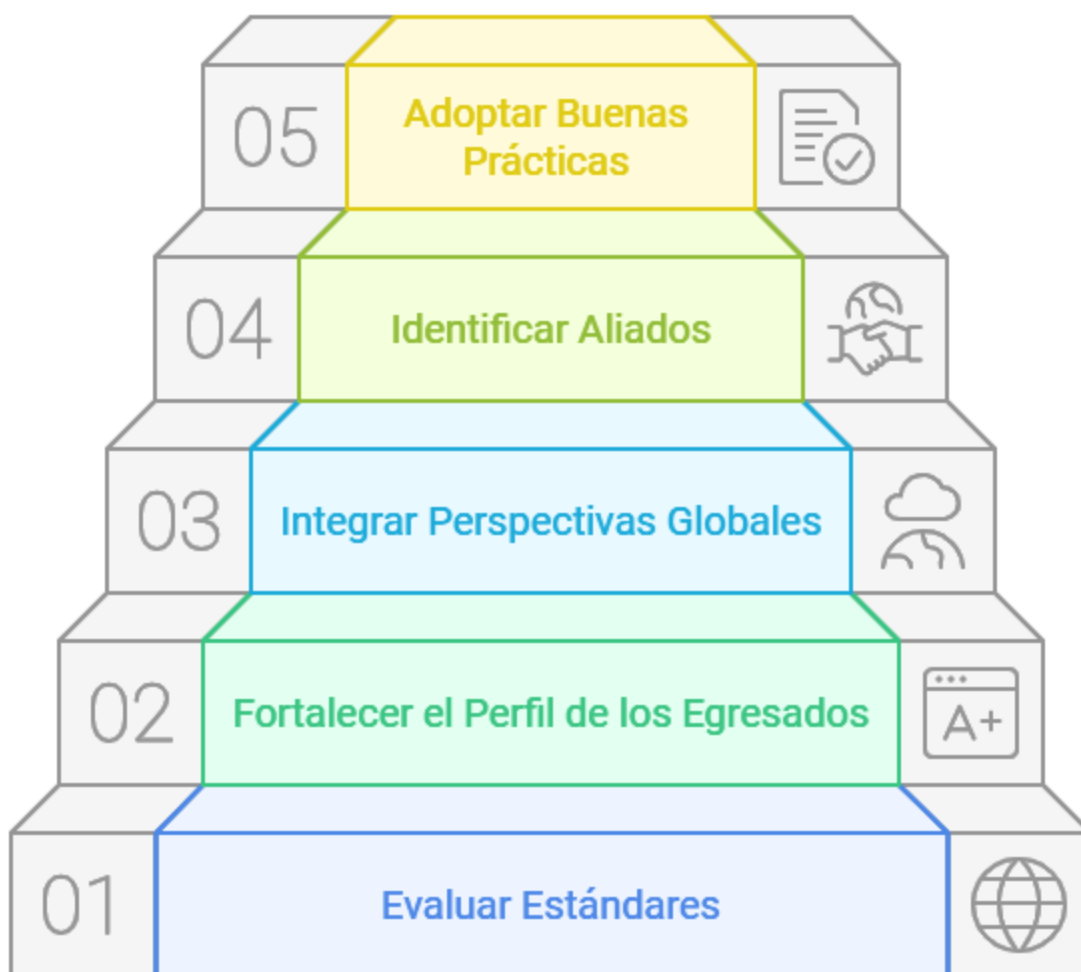 05
Adoptar Buenas
Prácticas
04
Identificar Aliados
03
Integrar Perspectivas Globales
02
Fortalecer el Perfil de los Egresados
A+
01
Evaluar Estándares